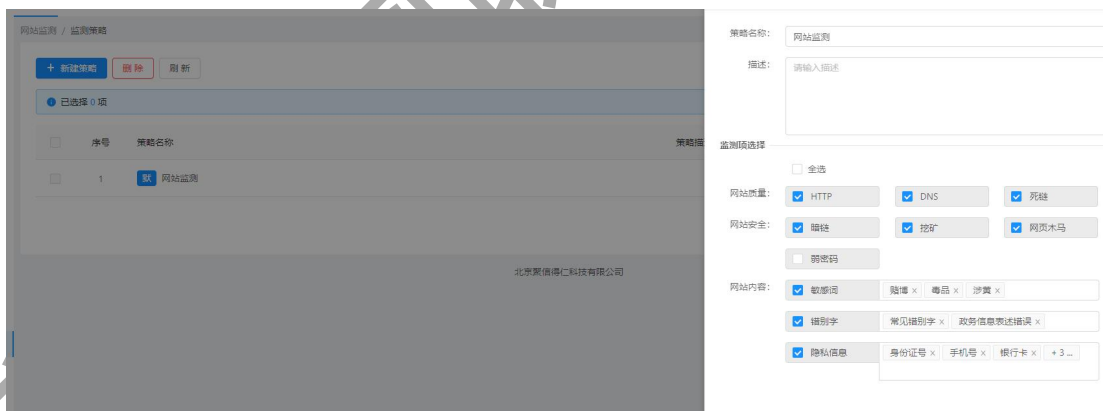 网站监测 / 监测策略
+ 新建策略 删除 刷新
已选择 0 项
序号 策略名称 策略描
1 默 网站监测
北京聚信得仁科技有限公司
策略名称: 网站监测
描述: 请输入描述
监测项选择
全选
网站质量: HTTP DNS 死链
网站安全: 暗链 挖矿 网页木马
弱密码
网站内容: 敏感词 赌博 × 毒品 × 涉黄 ×
错别字 常见错别字 × 政务信息表述错误 ×
隐私信息 身份证号 × 手机号 × 银行卡 × + 3 ...